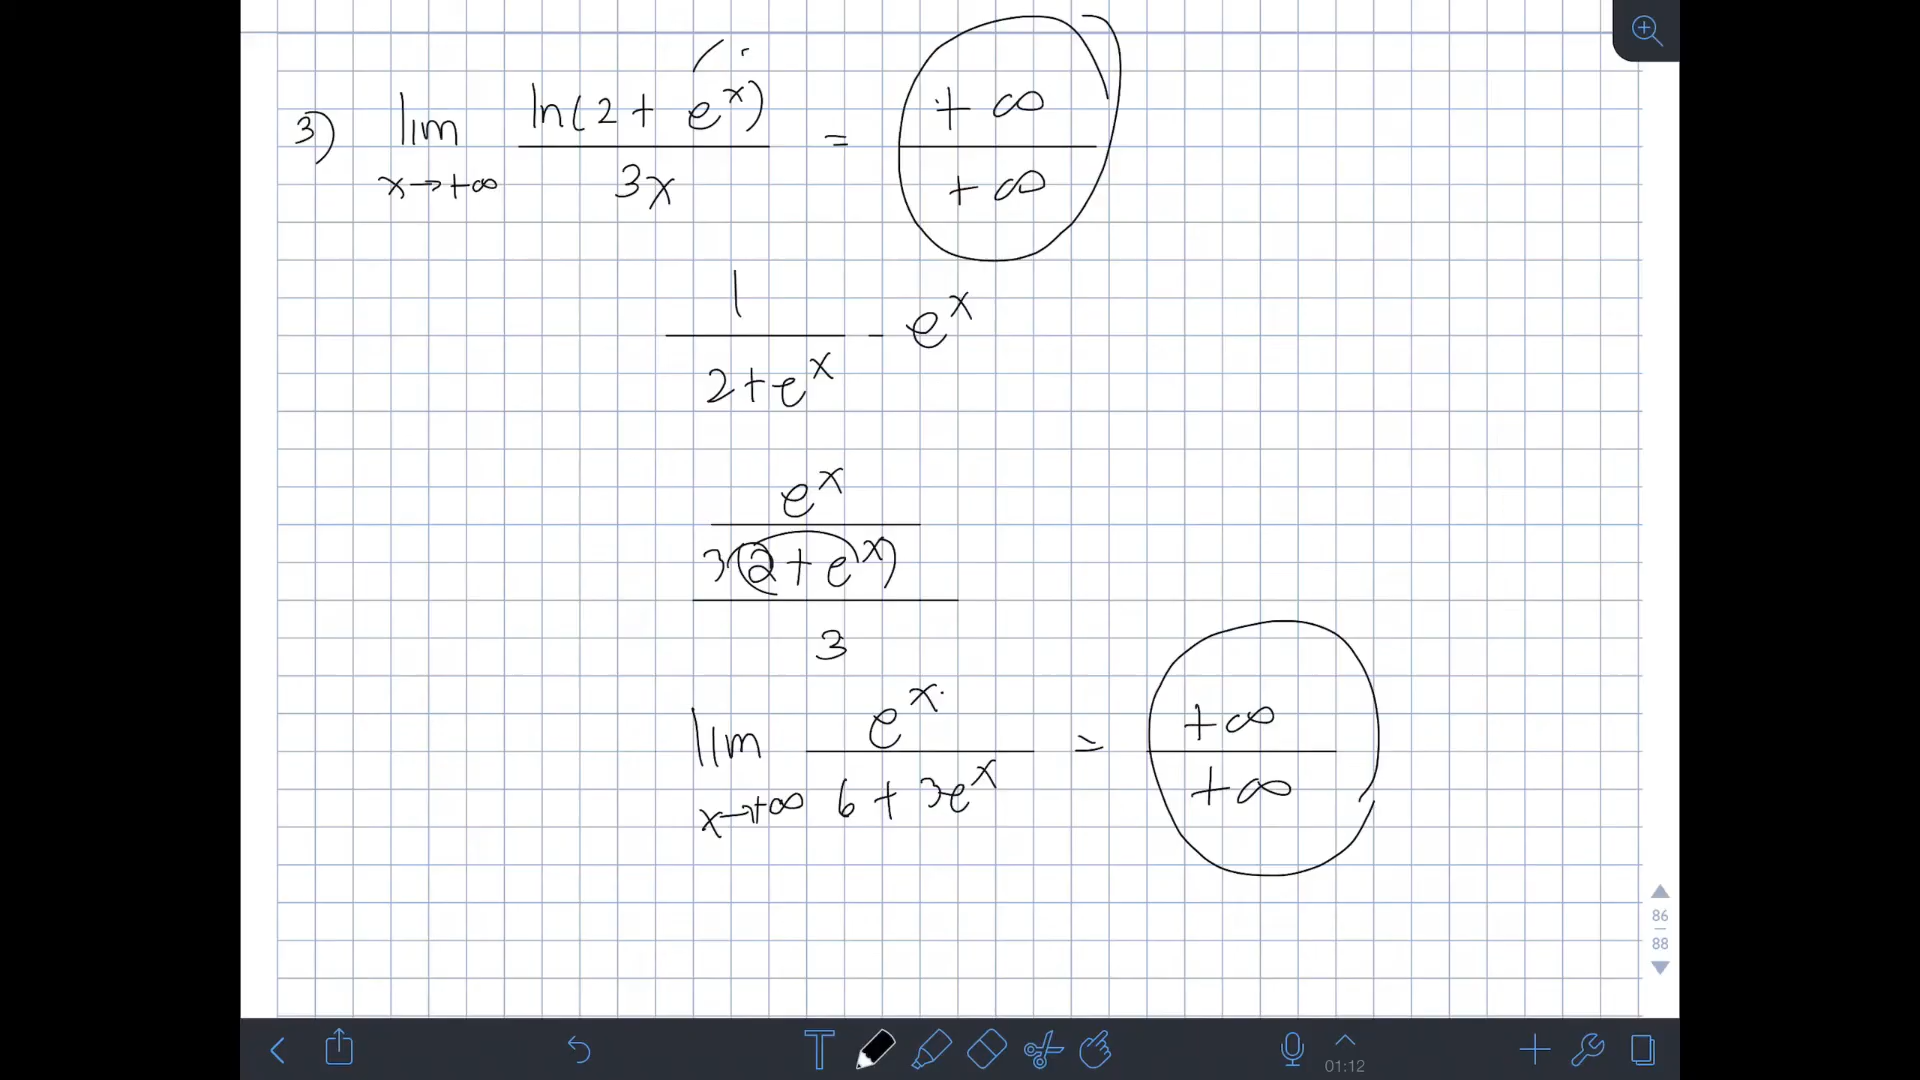 3) lim x→+∞ ln(2 + e^x) / 3x = +∞ / +∞
1 / 2+e^x - e^x
e^x / 3(2 + e^x) / 3
lim x→+∞ e^x / 6 + 3e^x = +∞ / +∞
86
88
T
01:12